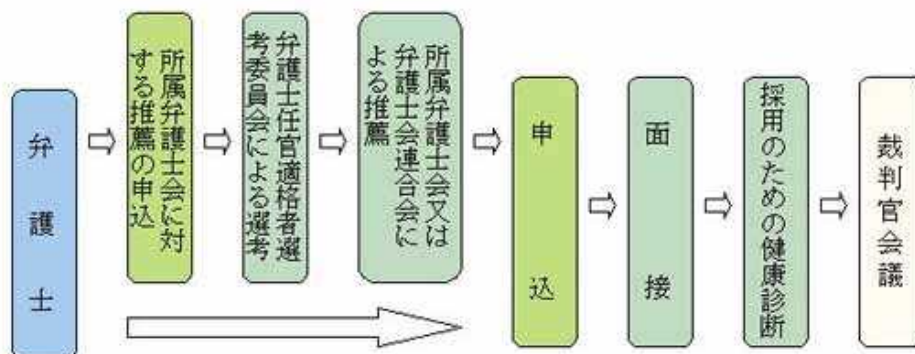 弁護士
所属弁護士会に対
する推薦の申込
弁護士任官適格者選
考委員会による選考
所属弁護士会又は
弁護士会連合会に
よる推薦
申込
面接
採用のための健康診断
裁判官会議